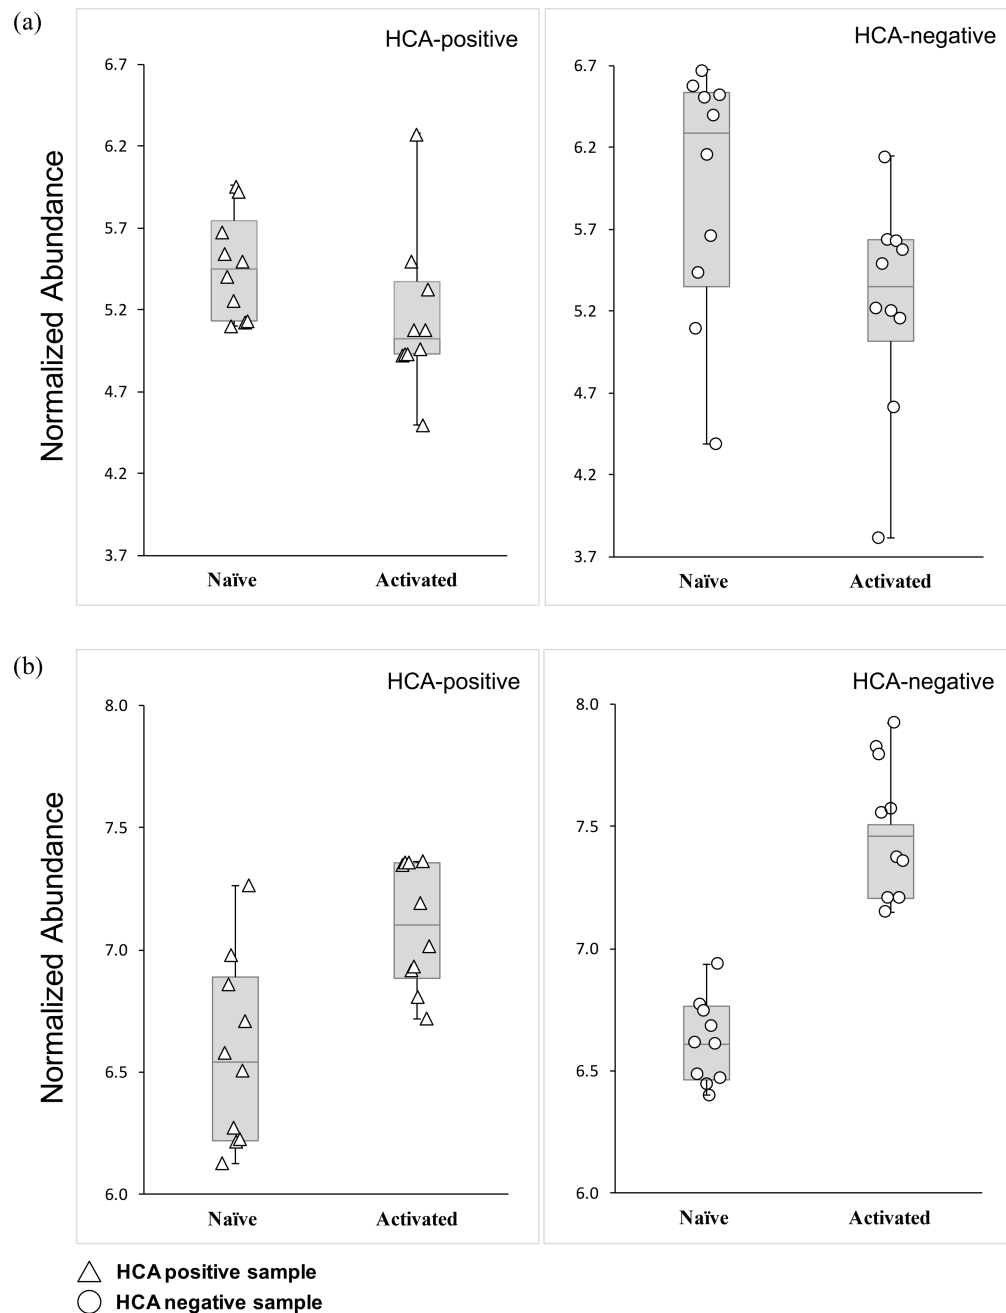 (a)
HCA-positive
HCA-negative
Normalized Abundance
6.7
6.2
5.7
5.2
4.7
4.2
3.7
Naïve
Activated
6.7
6.2
5.7
5.2
4.7
4.2
3.7
Naïve
Activated
(b)
HCA-positive
HCA-negative
Normalized Abundance
8.0
7.5
7.0
6.5
6.0
Naïve
Activated
8.0
7.5
7.0
6.5
6.0
Naïve
Activated
HCA positive sample
HCA negative sample